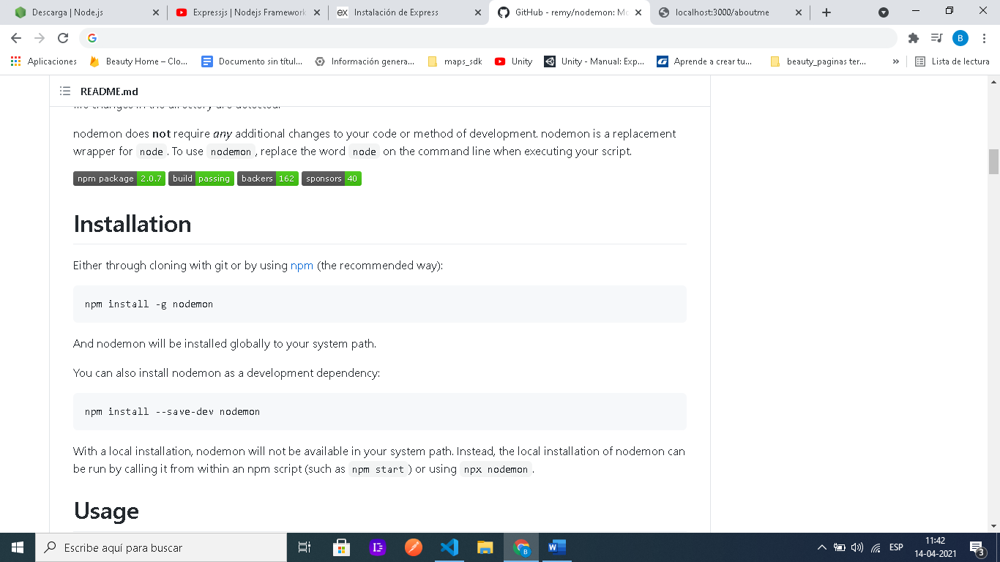 Descarga | Node.js
Expressjs | Nodejs Framework
ex Instalación de Express
GitHub - remy/nodemon: Mo
localhost:3000/aboutme
B
Aplicaciones
Beauty Home – Clo...
Documento sin títul...
Información genera...
maps_sdk
Unity
Unity - Manual: Exp...
Aprende a crear tu...
beauty_paginas ter...
»
Lista de lectura
README.md
file changes in the directory are detected.
nodemon does not require any additional changes to your code or method of development. nodemon is a replacement
wrapper for node. To use nodemon, replace the word node on the command line when executing your script.
npm package 2.0.7 build passing backers 162 sponsors 40
Installation
Either through cloning with git or by using npm (the recommended way):
npm install -g nodemon
And nodemon will be installed globally to your system path.
You can also install nodemon as a development dependency:
npm install --save-dev nodemon
With a local installation, nodemon will not be available in your system path. Instead, the local installation of nodemon can
be run by calling it from within an npm script (such as npm start) or using npx nodemon.
Usage
Escribe aquí para buscar
ESP
11:42
14-04-2021
3